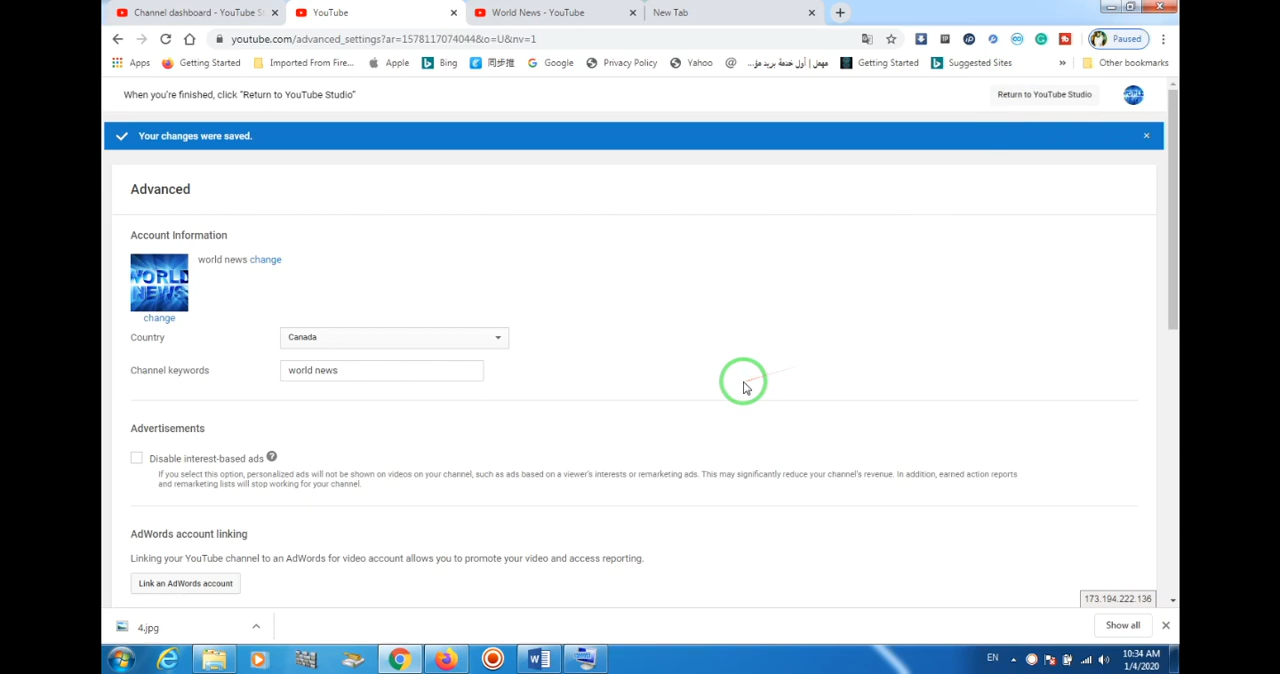 Channel dashboard - YouTube St
YouTube
World News - YouTube
New Tab
youtube.com/advanced_settings?ar=1578117074044&o=U&nv=1
Paused
Apps
Getting Started
Imported From Fire...
Apple
Bing
同步推
Google
Privacy Policy
Yahoo
مهمل | أول خدمة بريد مؤ...
Getting Started
Suggested Sites
»
Other bookmarks
When you're finished, click "Return to YouTube Studio"
Return to YouTube Studio
Your changes were saved.
Advanced
Account Information
WORLD NEWS
world news change
change
Country
Canada
Channel keywords
world news
Advertisements
Disable interest-based ads
If you select this option, personalized ads will not be shown on videos on your channel, such as ads based on a viewer's interests or remarketing ads. This may significantly reduce your channel's revenue. In addition, earned action reports
and remarketing lists will stop working for your channel.
AdWords account linking
Linking your YouTube channel to an AdWords for video account allows you to promote your video and access reporting.
Link an AdWords account
173.194.222.136
4.jpg
Show all
EN
10:34 AM
1/4/2020